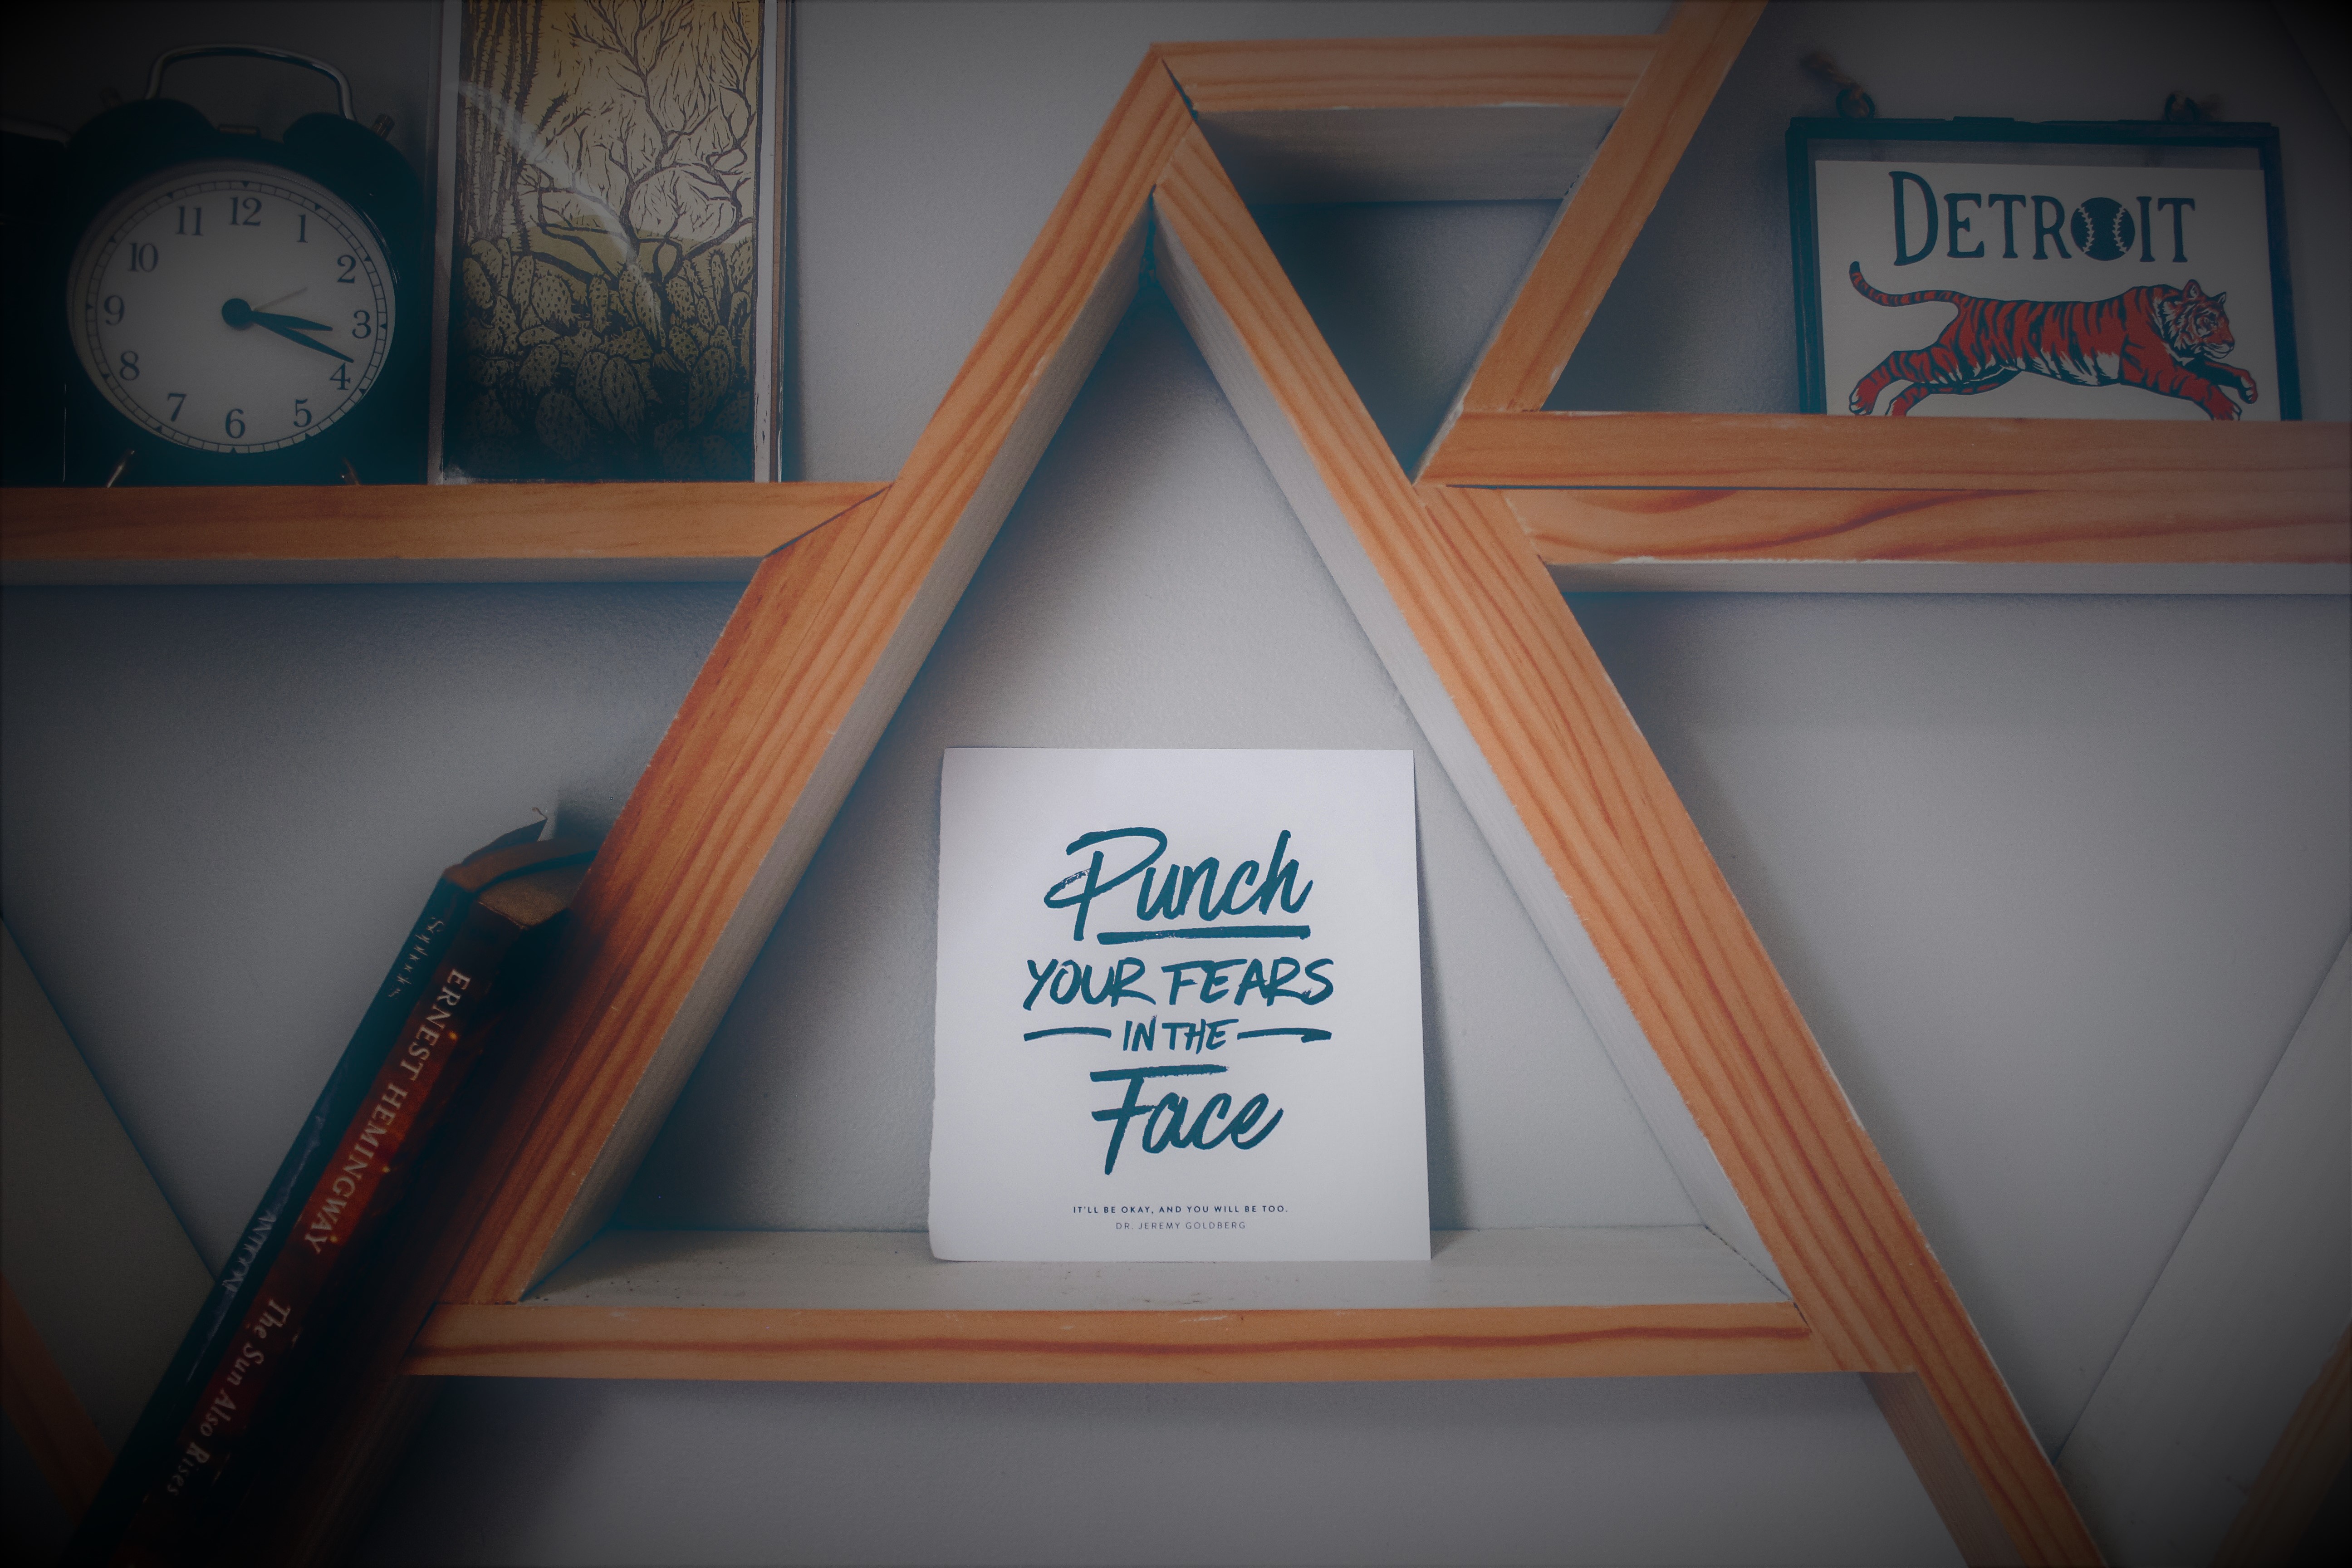 12
11
1
10
2
9
3
8
4
7
5
6
DETROIT
Punch
YOUR FEARS
IN THE
Face
IT'LL BE OKAY, AND YOU WILL BE TOO.
DR. JEREMY GOLDBERG
ERNEST HEMINGWAY
The Sun Also Rises